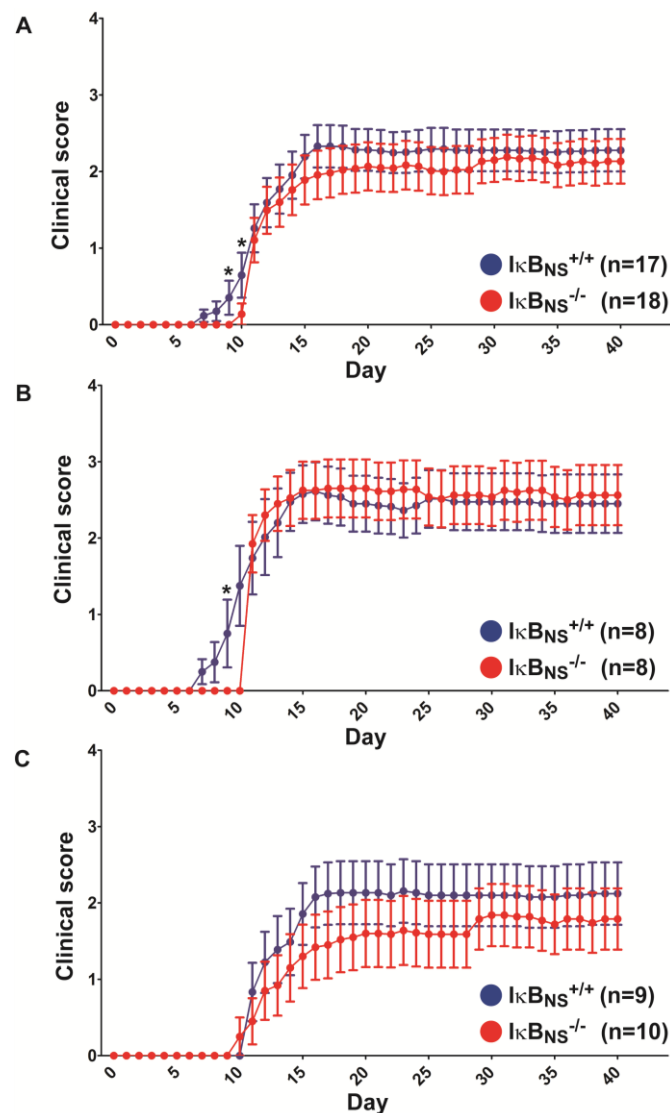 A
4
3
2
1
0
Clinical score
* *
IκBNS+/+ (n=17)
IκBNS-/- (n=18)
0 5 10 15 20 25 30 35 40
Day
B
4
3
2
1
0
Clinical score
*
IκBNS+/+ (n=8)
IκBNS-/- (n=8)
0 5 10 15 20 25 30 35 40
Day
C
4
3
2
1
0
Clinical score
IκBNS+/+ (n=9)
IκBNS-/- (n=10)
0 5 10 15 20 25 30 35 40
Day